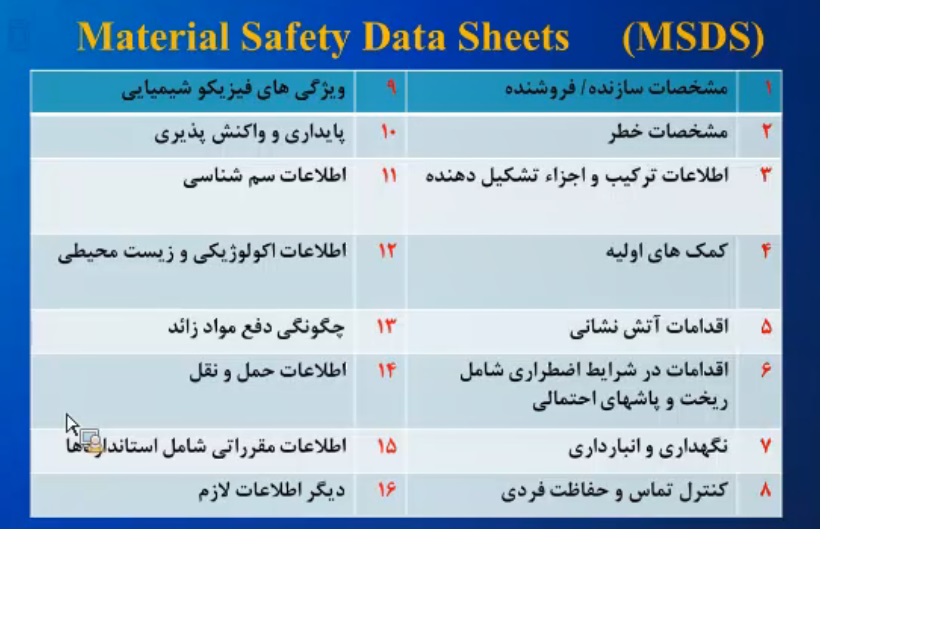 Material Safety Data Sheets (MSDS)
۱ مشخصات سازنده/ فروشنده ۹ ویژگی های فیزیکو شیمیایی
۲ مشخصات خطر ۱۰ پایداری و واکنش پذیری
۳ اطلاعات ترکیب و اجزاء تشکیل دهنده ۱۱ اطلاعات سم شناسی
۴ کمک های اولیه ۱۲ اطلاعات اکولوژیکی و زیست محیطی
۵ اقدامات آتش نشانی ۱۳ چگونگی دفع مواد زائد
۶ اقدامات در شرایط اضطراری شامل ۱۴ اطلاعات حمل و نقل
ریخت و پاشهای احتمالی
۷ نگهداری و انبارداری ۱۵ اطلاعات مقرراتی شامل استانداردها
۸ کنترل تماس و حفاظت فردی ۱۶ دیگر اطلاعات لازم